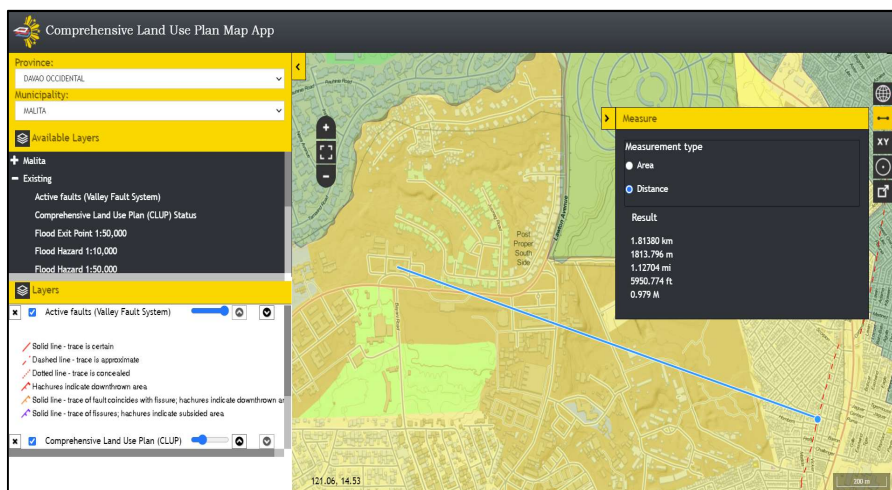 Comprehensive Land Use Plan Map App
Province:
DAVAO OCCIDENTAL
Municipality:
MALITA
Available Layers
Malita
Existing
Active faults (Valley Fault System)
Comprehensive Land Use Plan (CLUP) Status
Flood Exit Point 1:50,000
Flood Hazard 1:10,000
Flood Hazard 1:50.000
Layers
Active faults (Valley Fault System)
Solid line - trace is certain
Dashed line - trace is approximate
Dotted line - trace is concealed
Hachures indicate downthrown area
Solid line - trace of fault coincides with fissure; hachures indicate downthrown ar
Solid line - trace of fissures; hachures indicate subsided area
Comprehensive Land Use Plan (CLUP)
Post
Proper
South
Side
Lawton Avenue
Bayani Road
Measure
Measurement type
Area
Distance
Result
1.81380 km
1813.796 m
1.12704 mi
5950.774 ft
0.979 M
XY
121.06, 14.53
200 m